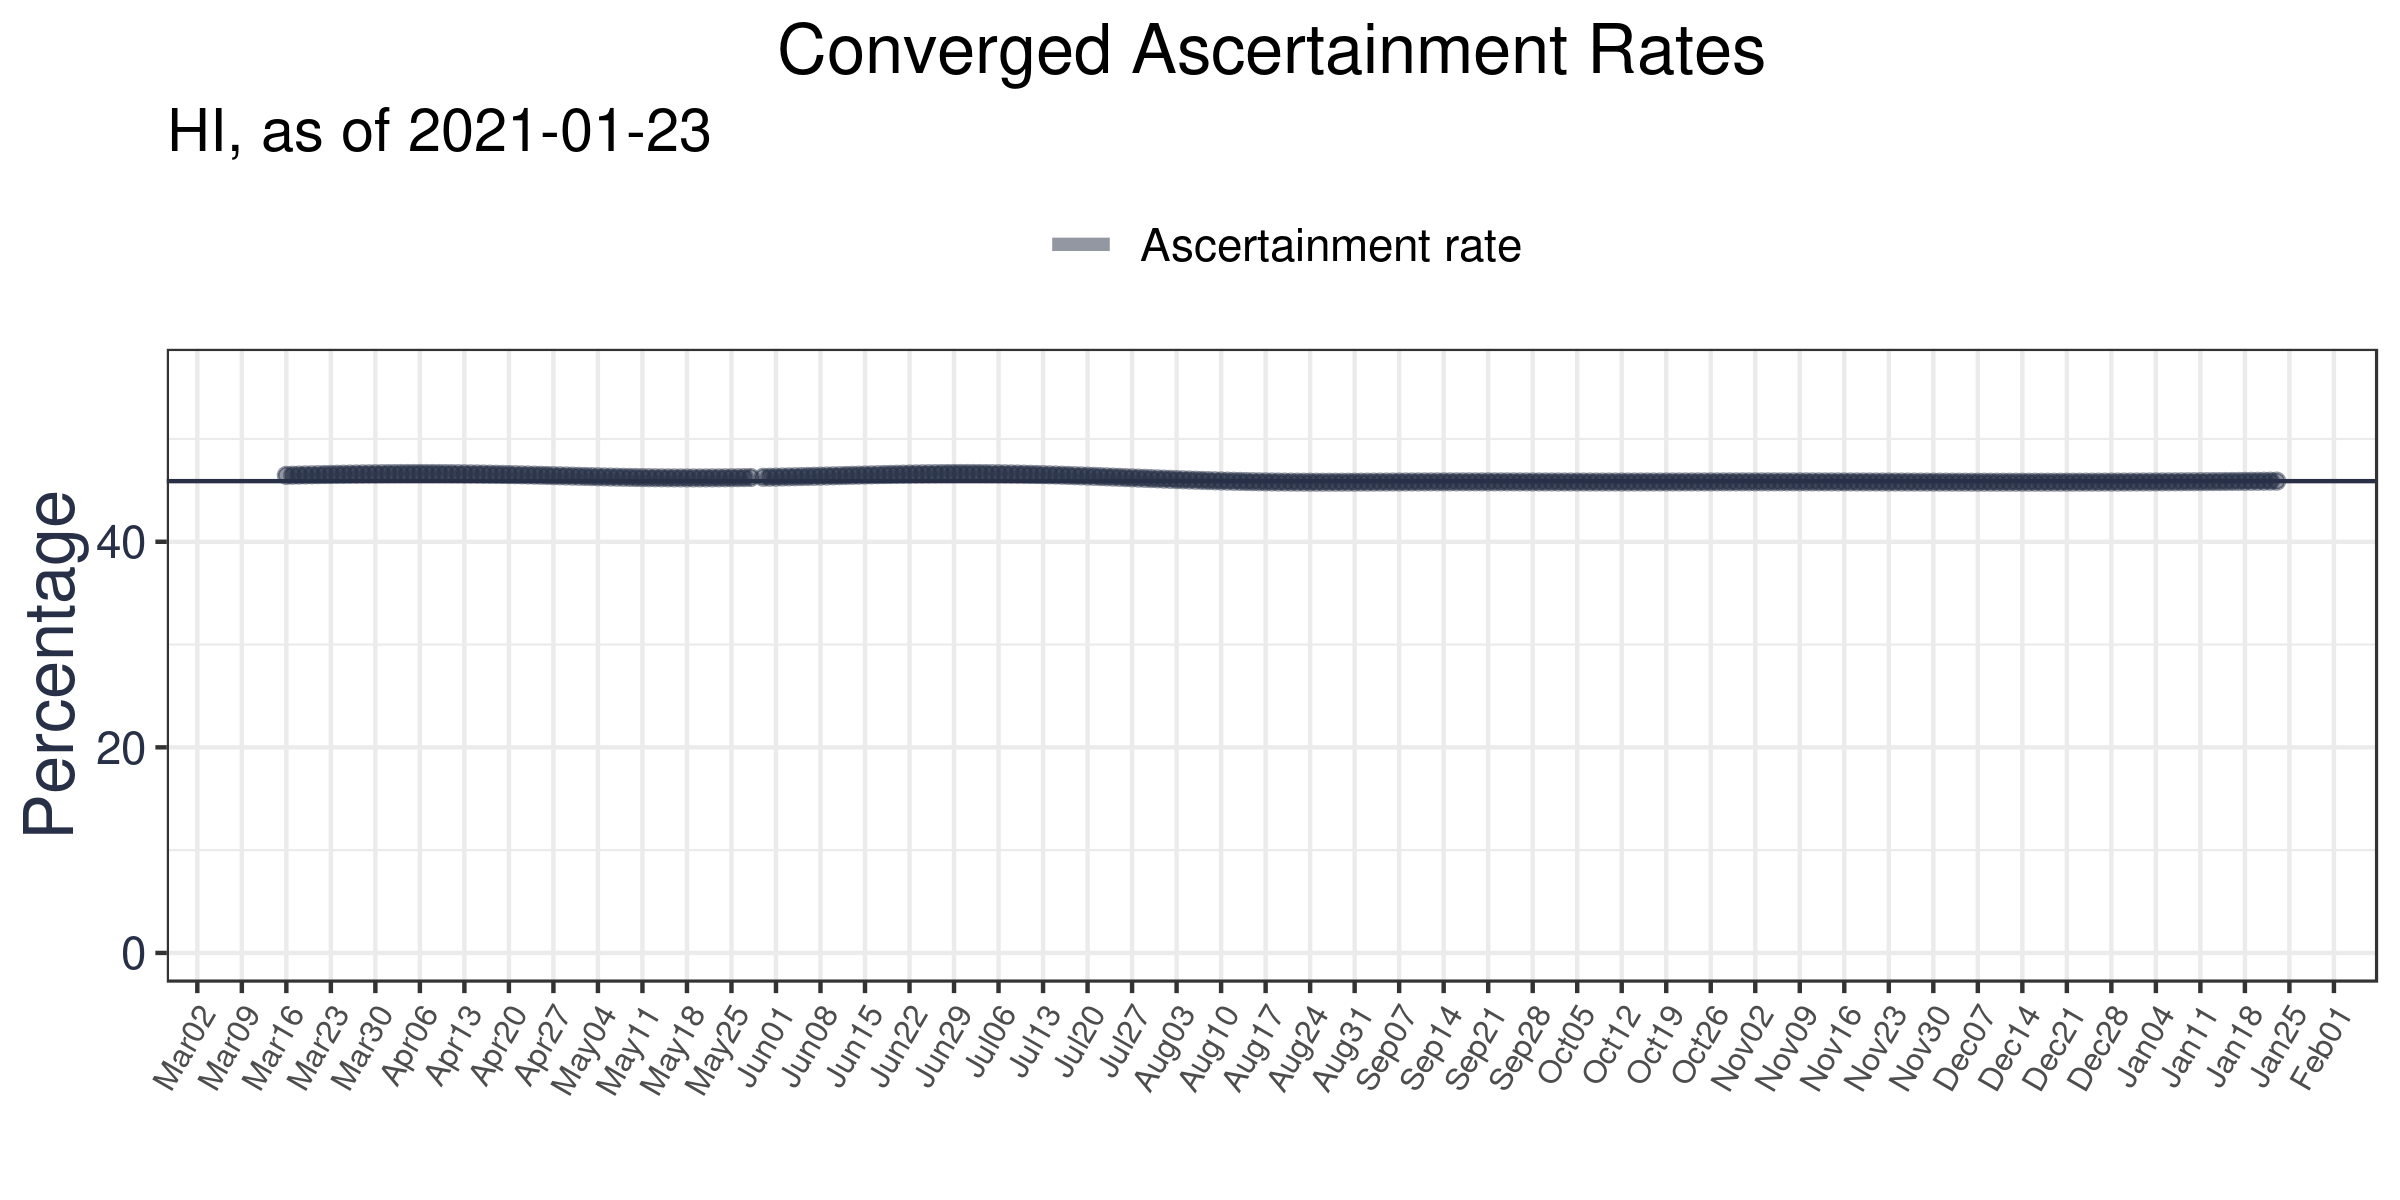 Converged Ascertainment Rates
HI, as of 2021-01-23
Ascertainment rate
Percentage
40
20
0
Mar02
Mar09
Mar16
Mar23
Mar30
Apr06
Apr13
Apr20
Apr27
May04
May11
May18
May25
Jun01
Jun08
Jun15
Jun22
Jun29
Jul06
Jul13
Jul20
Jul27
Aug03
Aug10
Aug17
Aug24
Aug31
Sep07
Sep14
Sep21
Sep28
Oct05
Oct12
Oct19
Oct26
Nov02
Nov09
Nov16
Nov23
Nov30
Dec07
Dec14
Dec21
Dec28
Jan04
Jan11
Jan18
Jan25
Feb01